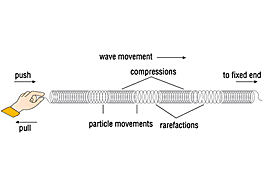 wave movement
compressions
push
to fixed end
pull
particle movements
rarefactions